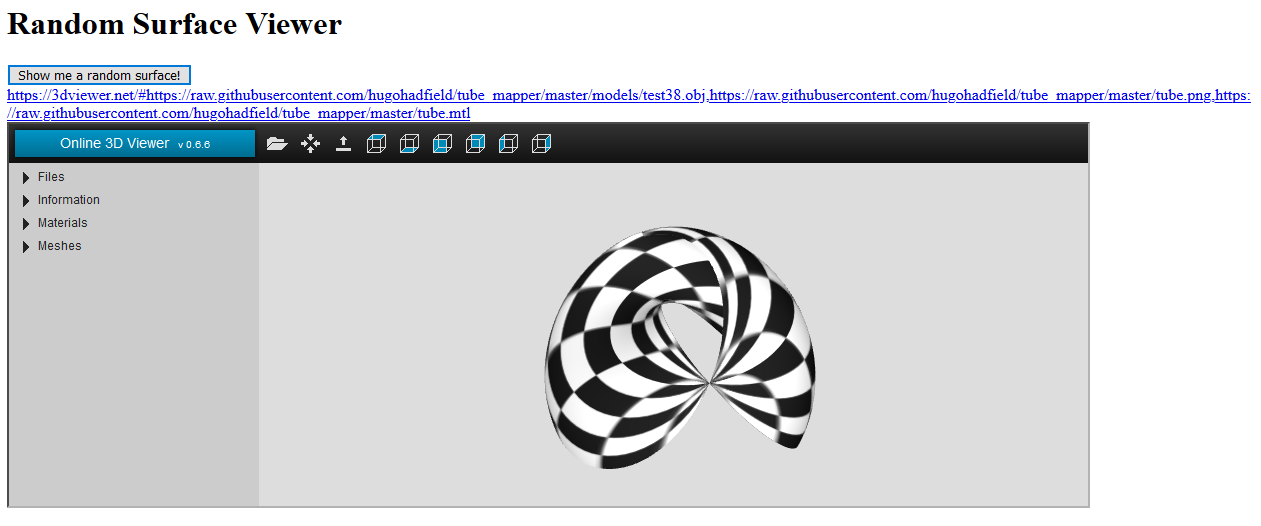 Random Surface Viewer
Show me a random surface!
https://3dviewer.net/#https://raw.githubusercontent.com/hugohadfield/tube_mapper/master/models/test38.obj,https://raw.githubusercontent.com/hugohadfield/tube_mapper/master/tube.png,https:
//raw.githubusercontent.com/hugohadfield/tube_mapper/master/tube.mtl
Online 3D Viewer v 0.6.6
Files
Information
Materials
Meshes